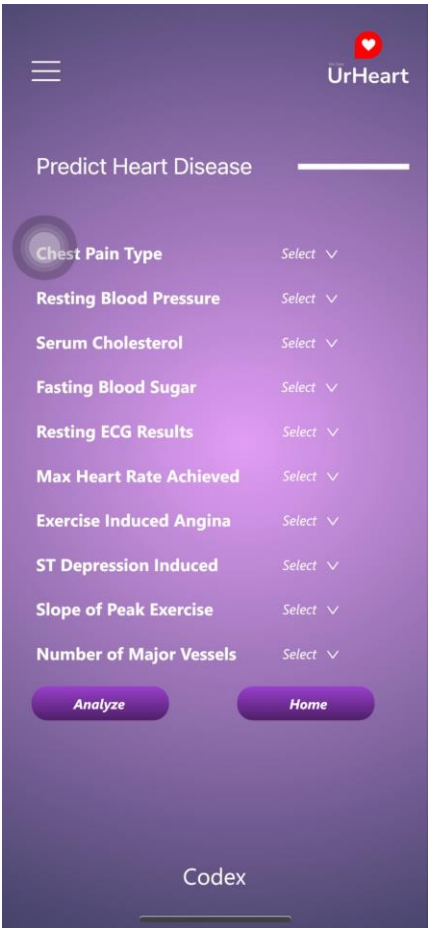 UrHeart
Predict Heart Disease
Chest Pain Type Select
Resting Blood Pressure Select
Serum Cholesterol Select
Fasting Blood Sugar Select
Resting ECG Results Select
Max Heart Rate Achieved Select
Exercise Induced Angina Select
ST Depression Induced Select
Slope of Peak Exercise Select
Number of Major Vessels Select
Analyze Home
Codex